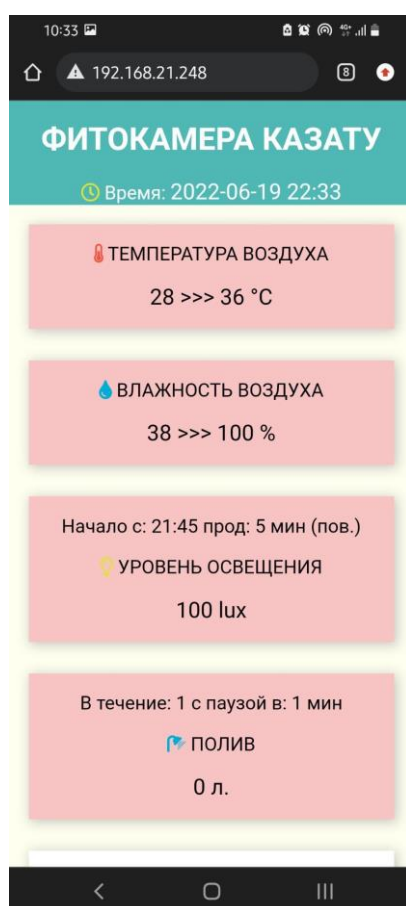 10:33
192.168.21.248
8
ФИТОКАМЕРА КАЗАТУ
Время: 2022-06-19 22:33
ТЕМПЕРАТУРА ВОЗДУХА
28 >>> 36 °C
ВЛАЖНОСТЬ ВОЗДУХА
38 >>> 100 %
Начало с: 21:45 прод: 5 мин (пов.)
УРОВЕНЬ ОСВЕЩЕНИЯ
100 lux
В течение: 1 с паузой в: 1 мин
ПОЛИВ
0 л.